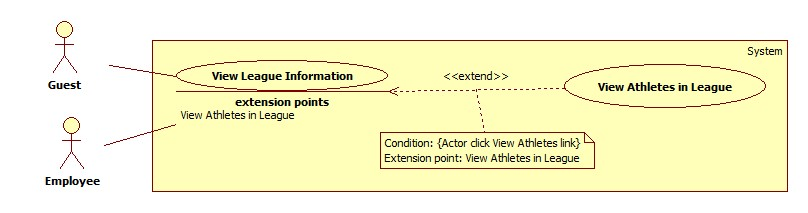 System
Guest
View League Information
<<extend>>
View Athletes in League
extension points
View Athletes in League
Condition: {Actor click View Athletes link}
Extension point: View Athletes in League
Employee